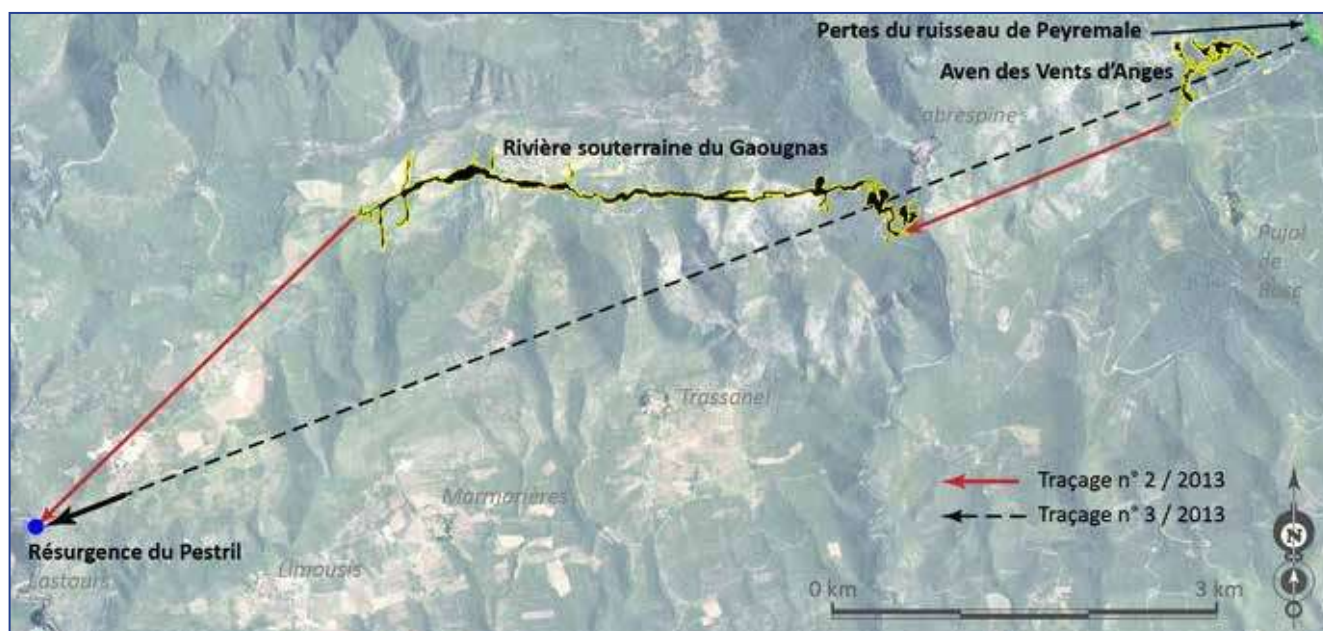 Pertes du ruisseau de Peyremale
Aven des Vents d'Anges
Cabrespines
Rivière souterraine du Gaougnas
Pujol
de
Bosc
Trassanel
Marmorières
Traçage n° 2 / 2013
Traçage n° 3 / 2013
Résurgence du Pestril
Lastours
Limousis
0 km
3 km
N